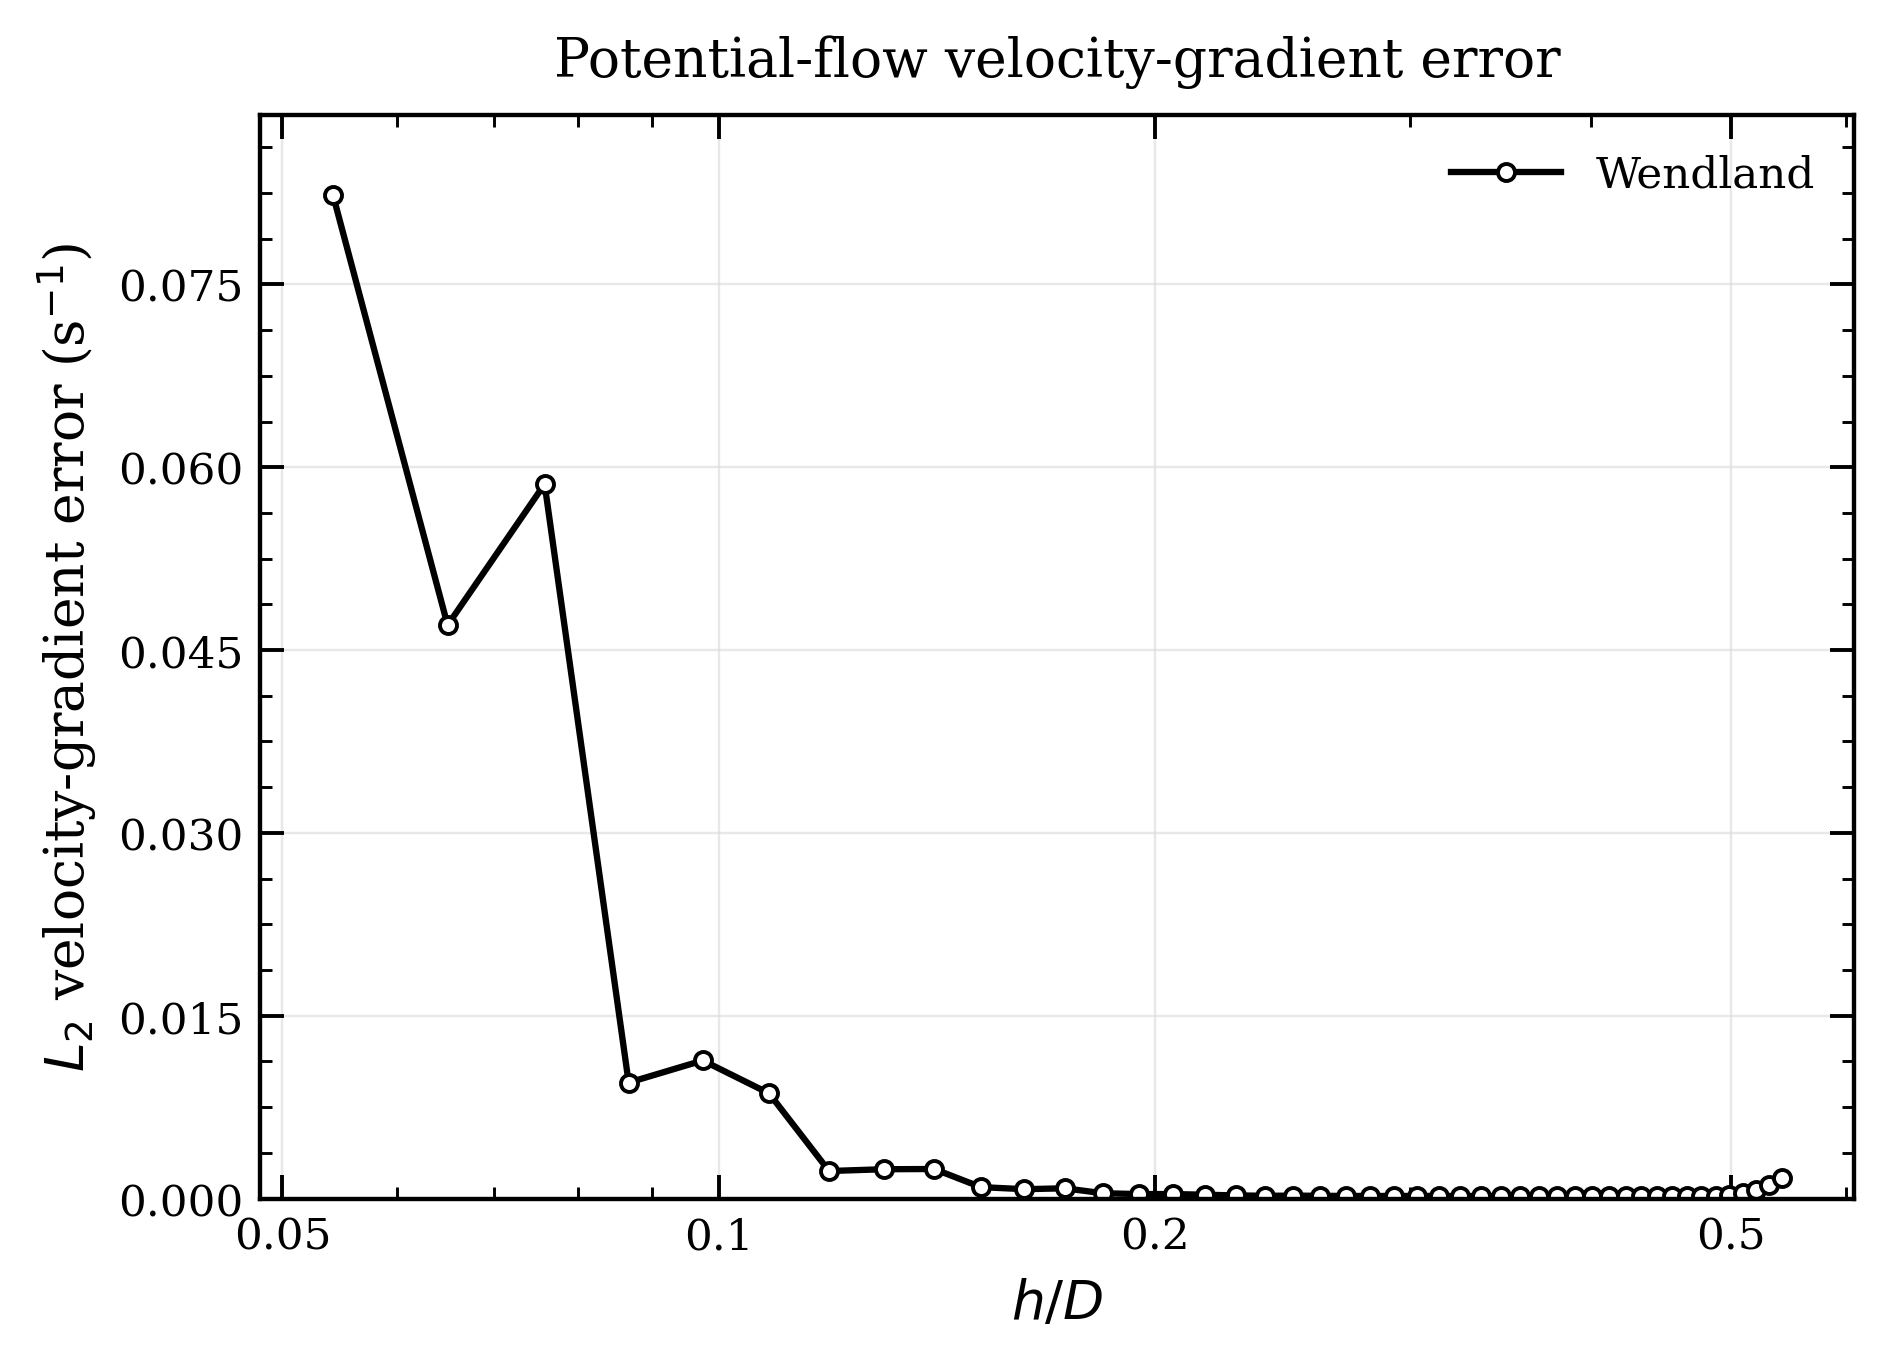 Potential-flow velocity-gradient error
Wendland
L₂ velocity-gradient error (s⁻¹)
0.075
0.060
0.045
0.030
0.015
0.000
0.05 0.1 0.2 0.5
h/D